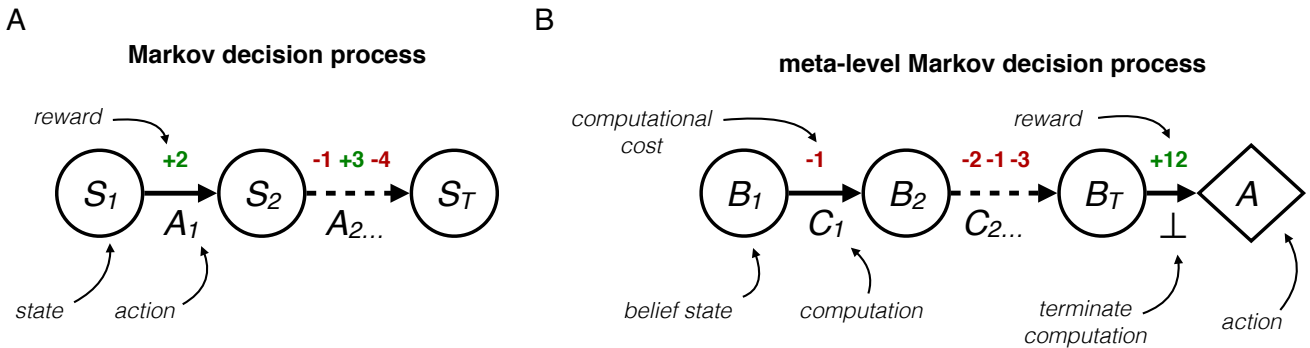 A
Markov decision process
reward
+2
-1 +3 -4
S1
S2
ST
A1
A2...
state
action
B
meta-level Markov decision process
computational
cost
reward
-1
-2 -1 -3
+12
B1
B2
BT
A
C1
C2...
⊥
belief state
computation
terminate
computation
action